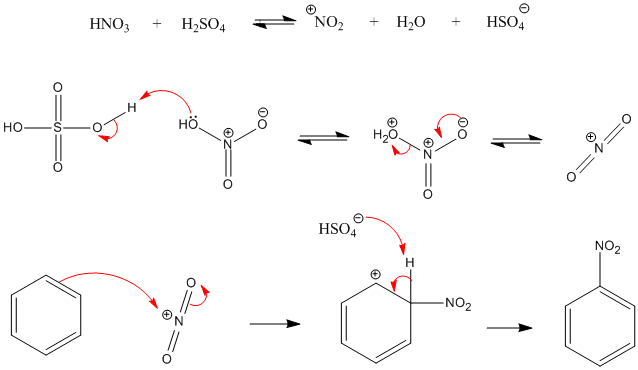 HNO3 + H2SO4 ⇌ ⊕NO2 + H2O + HSO4⊖
O
HO S O H
O
HO N⊕ O⊖
O
H2O⊕ N⊕ O⊖
O
O N⊕ O
HSO4⊖
O N⊕ O
⊕ H
NO2
NO2